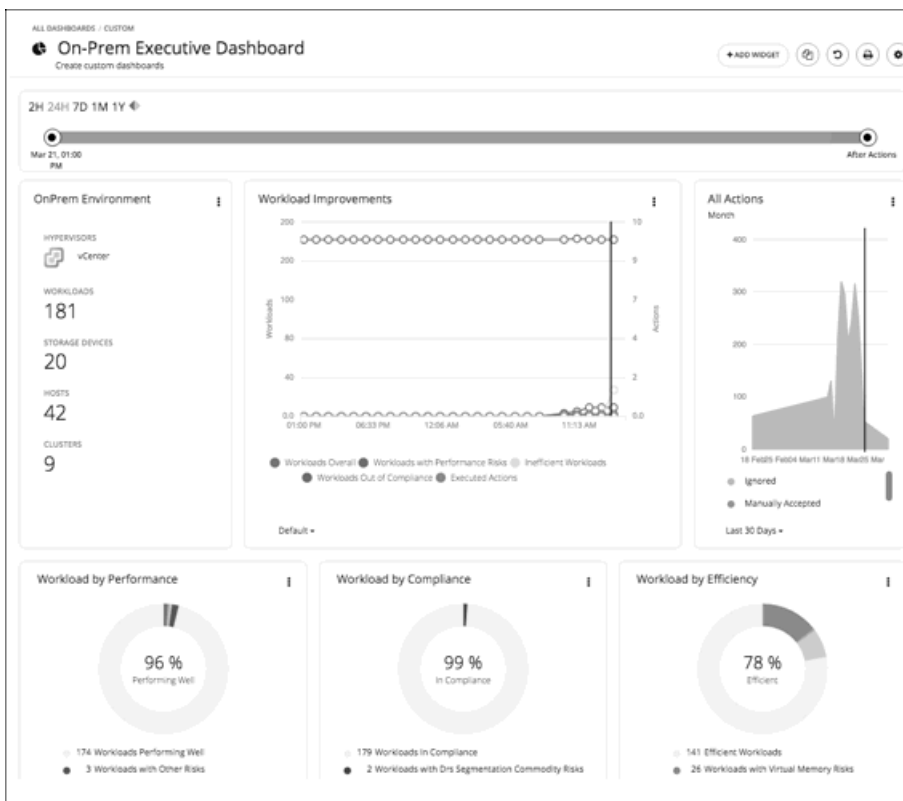 ALL DASHBOARDS / CUSTOM
On-Prem Executive Dashboard
Create custom dashboards
+ ADD WIDGET
2H 24H 7D 1M 1Y
Mar 21, 01:00 PM
After Actions
OnPrem Environment
HYPERVISORS
vCenter
WORKLOADS
181
STORAGE DEVICES
20
HOSTS
42
CLUSTERS
9
Workload Improvements
200
200
100
80
40
0.0
Workloads
10
9
7
4
2
0.0
Actions
01:00 PM 06:33 PM 12:06 AM 05:40 AM 11:13 AM
Workloads Overall Workloads with Performance Risks Inefficient Workloads
Workloads Out of Compliance Executed Actions
Default
All Actions
Month
400
300
200
100
0
18 Feb25 Feb04 Mar11 Mar18 Mar25 Mar
Ignored
Manually Accepted
Last 30 Days
Workload by Performance
96 %
Performing Well
174 Workloads Performing Well
3 Workloads with Other Risks
Workload by Compliance
99 %
In Compliance
179 Workloads In Compliance
2 Workloads with Drs Segmentation Commodity Risks
Workload by Efficiency
78 %
Efficient
141 Efficient Workloads
26 Workloads with Virtual Memory Risks